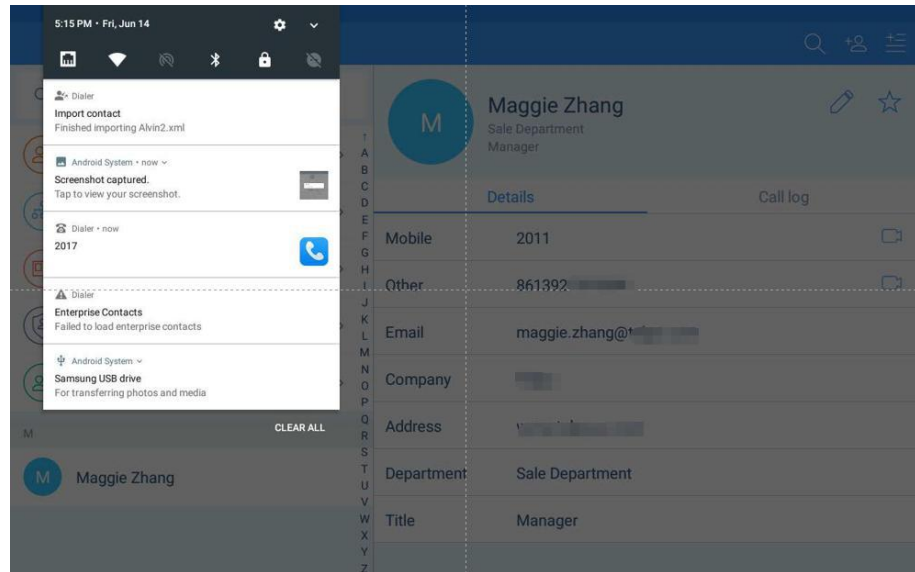 5:15 PM • Fri, Jun 14
Dialer
Import contact
Finished importing Alvin2.xml
Android System • now
Screenshot captured.
Tap to view your screenshot.
Dialer • now
2017
Dialer
Enterprise Contacts
Failed to load enterprise contacts
Android System
Samsung USB drive
For transferring photos and media
CLEAR ALL
M
M
Maggie Zhang
↑
A
B
C
D
E
F
G
H
I
J
K
L
M
N
O
P
Q
R
S
T
U
V
W
X
Y
Z
M
Maggie Zhang
Sale Department
Manager
Details Call log
Mobile 2011
Other 861392
Email maggie.zhang@
Company
Address
Department Sale Department
Title Manager